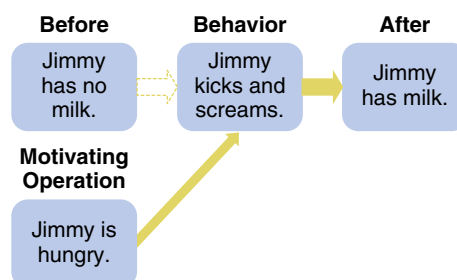 Before
Jimmy
has no
milk.
Behavior
Jimmy
kicks and
screams.
After
Jimmy
has milk.
Motivating
Operation
Jimmy is
hungry.